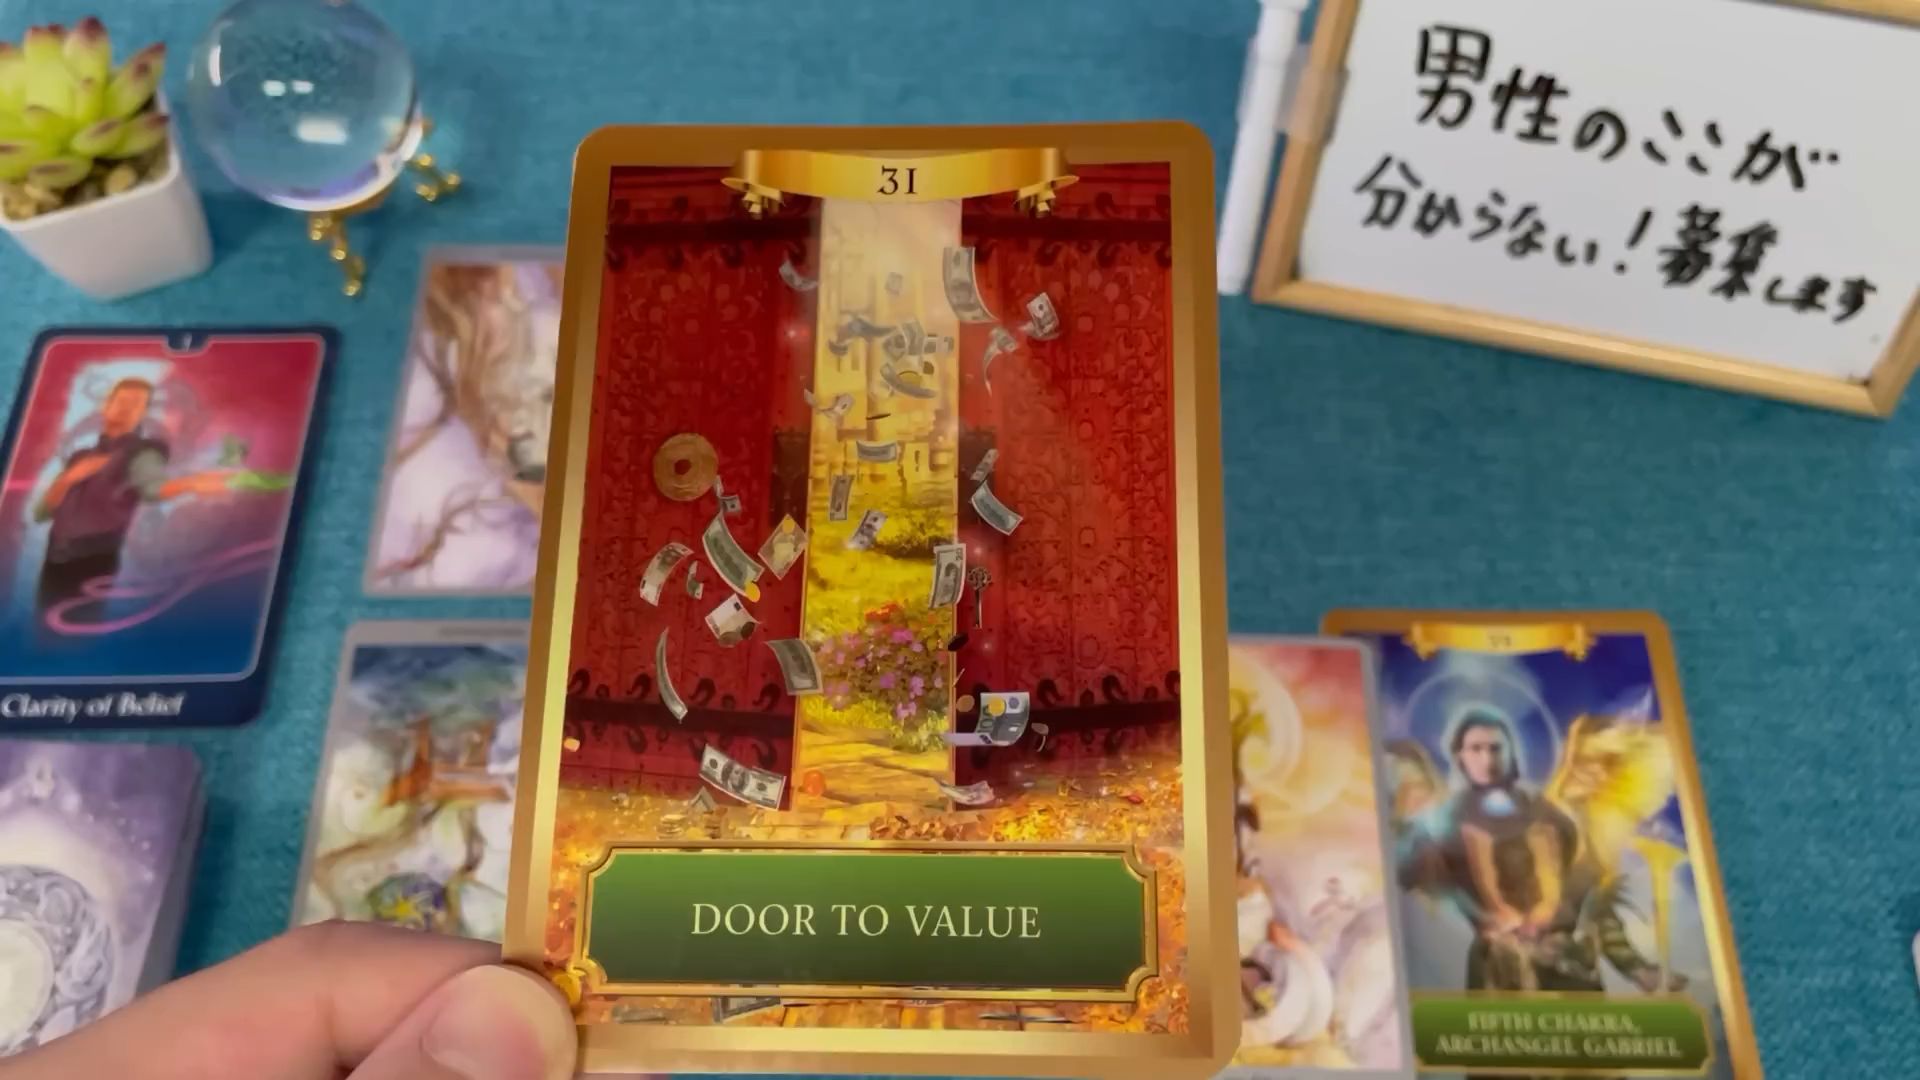 男性のここが
分からない！募集します
31
DOOR TO VALUE
Clarity of Belief
FIFTH CHAKRA,
ARCHANGEL GABRIEL